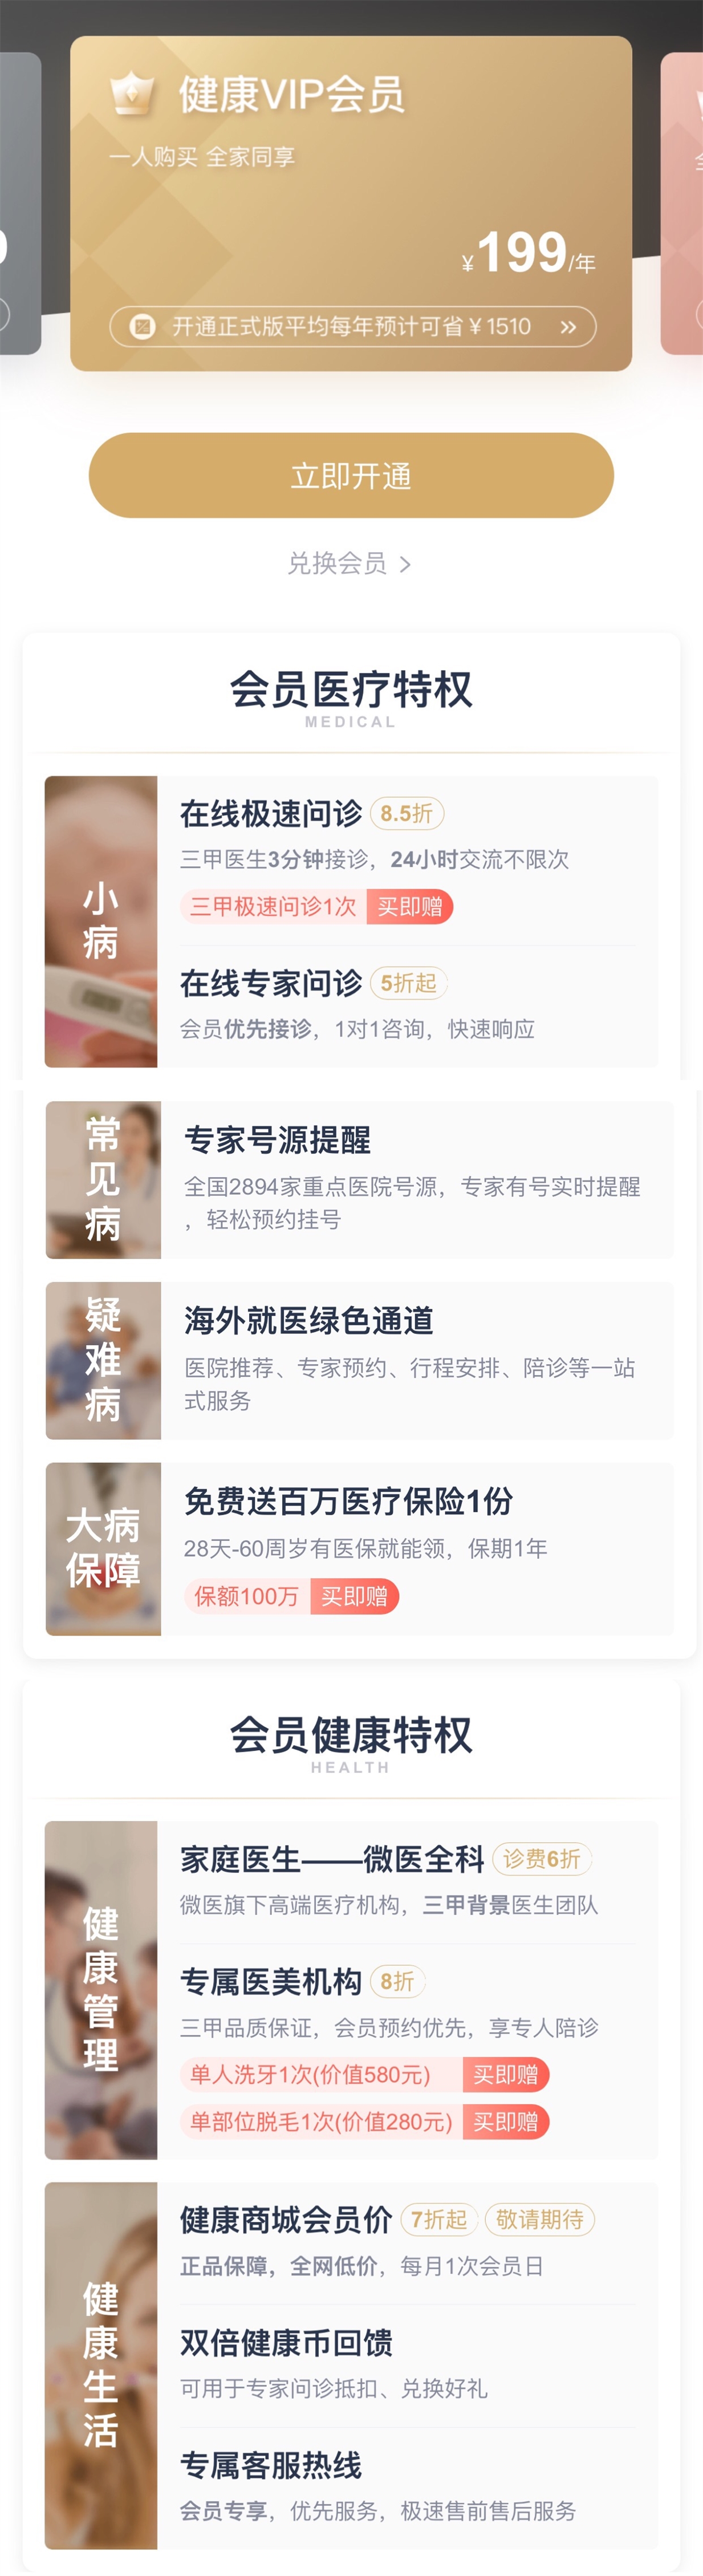 健康VIP会员
一人购买 全家同享
¥199/年
开通正式版平均每年预计可省¥1510
立即开通
兑换会员 >
会员医疗特权
MEDICAL
小病
在线极速问诊 8.5折
三甲医生3分钟接诊，24小时交流不限次
三甲极速问诊1次 买即赠
在线专家问诊 5折起
会员优先接诊，1对1咨询，快速响应
常见病
专家号源提醒
全国2894家重点医院号源，专家有号实时提醒
，轻松预约挂号
疑难病
海外就医绿色通道
医院推荐、专家预约、行程安排、陪诊等一站
式服务
大病
保障
免费送百万医疗保险1份
28天-60周岁有医保就能领，保期1年
保额100万 买即赠
会员健康特权
HEALTH
健康管理
家庭医生——微医全科 诊费6折
微医旗下高端医疗机构，三甲背景医生团队
专属医美机构 8折
三甲品质保证，会员预约优先，享专人陪诊
单人洗牙1次(价值580元) 买即赠
单部位脱毛1次(价值280元) 买即赠
健康生活
健康商城会员价 7折起 敬请期待
正品保障，全网低价，每月1次会员日
双倍健康币回馈
可用于专家问诊抵扣、兑换好礼
专属客服热线
会员专享，优先服务，极速售前售后服务